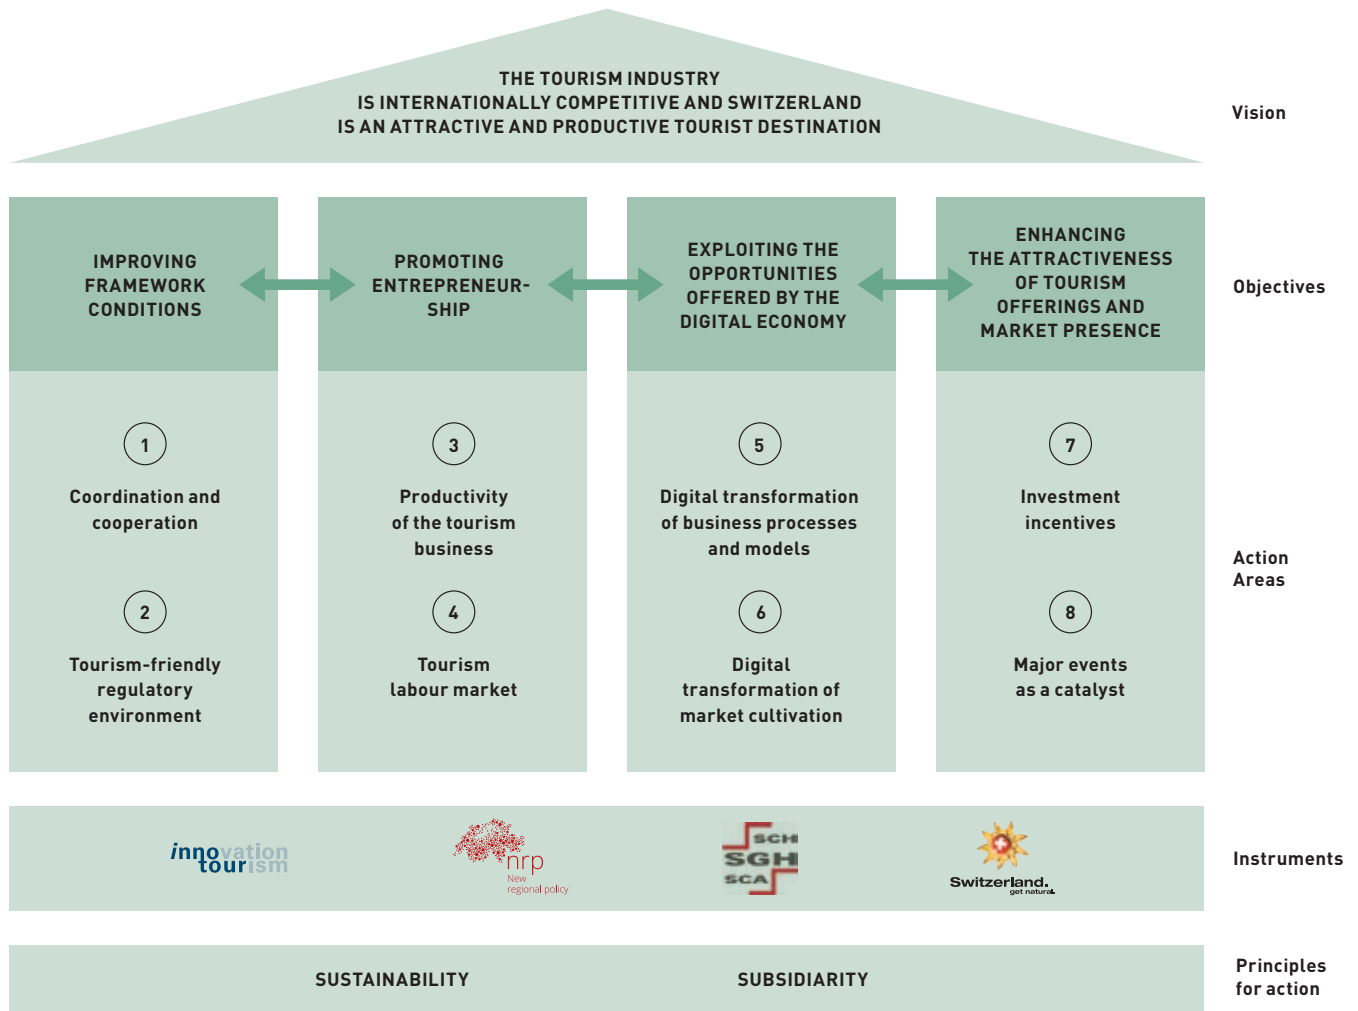 THE TOURISM INDUSTRY
IS INTERNATIONALLY COMPETITIVE AND SWITZERLAND
IS AN ATTRACTIVE AND PRODUCTIVE TOURIST DESTINATION
Vision
IMPROVING
FRAMEWORK
CONDITIONS
PROMOTING
ENTREPRENEUR-
SHIP
EXPLOITING THE
OPPORTUNITIES
OFFERED BY THE
DIGITAL ECONOMY
ENHANCING
THE ATTRACTIVENESS
OF TOURISM
OFFERINGS AND
MARKET PRESENCE
Objectives
1
Coordination and
cooperation
2
Tourism-friendly
regulatory
environment
3
Productivity
of the tourism
business
4
Tourism
labour market
5
Digital transformation
of business processes
and models
6
Digital
transformation of
market cultivation
7
Investment
incentives
8
Major events
as a catalyst
Action
Areas
innovation
tourism
nrp
New
regional policy
SCH
SGH
SCA
Switzerland.
get natural.
Instruments
SUSTAINABILITY
SUBSIDIARITY
Principles
for action